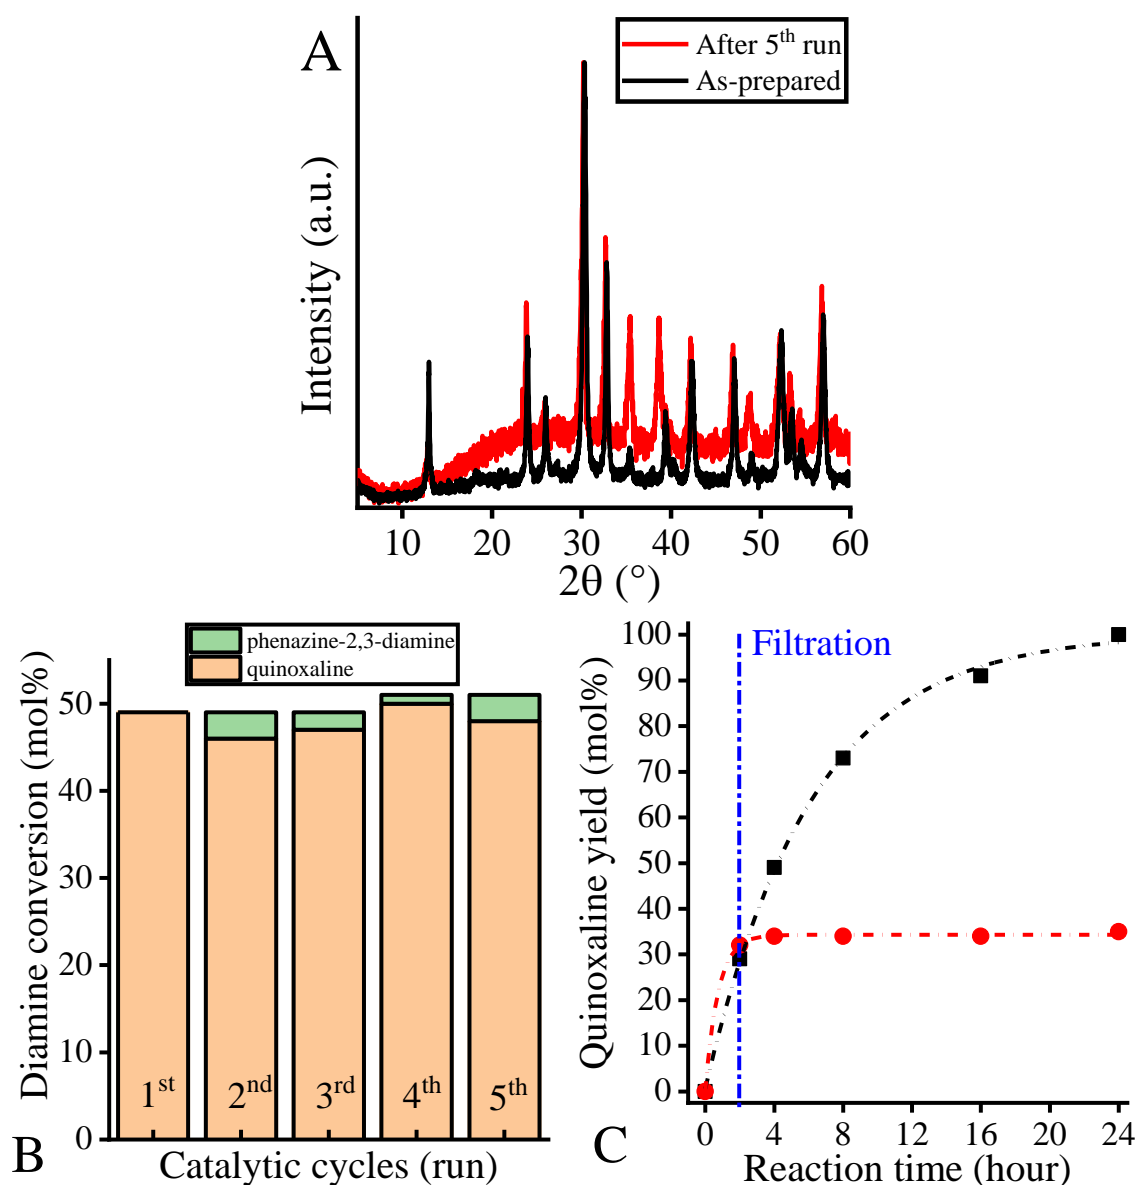 A
After 5th run
As-prepared
Intensity (a.u.)
10 20 30 40 50 60
2θ (°)
phenazine-2,3-diamine
quinoxaline
Diamine conversion (mol%)
50
40
30
20
10
0
1st 2nd 3rd 4th 5th
B
Catalytic cycles (run)
Filtration
Quinoxaline yield (mol%)
100
90
80
70
60
50
40
30
20
10
0
0 4 8 12 16 20 24
C
Reaction time (hour)